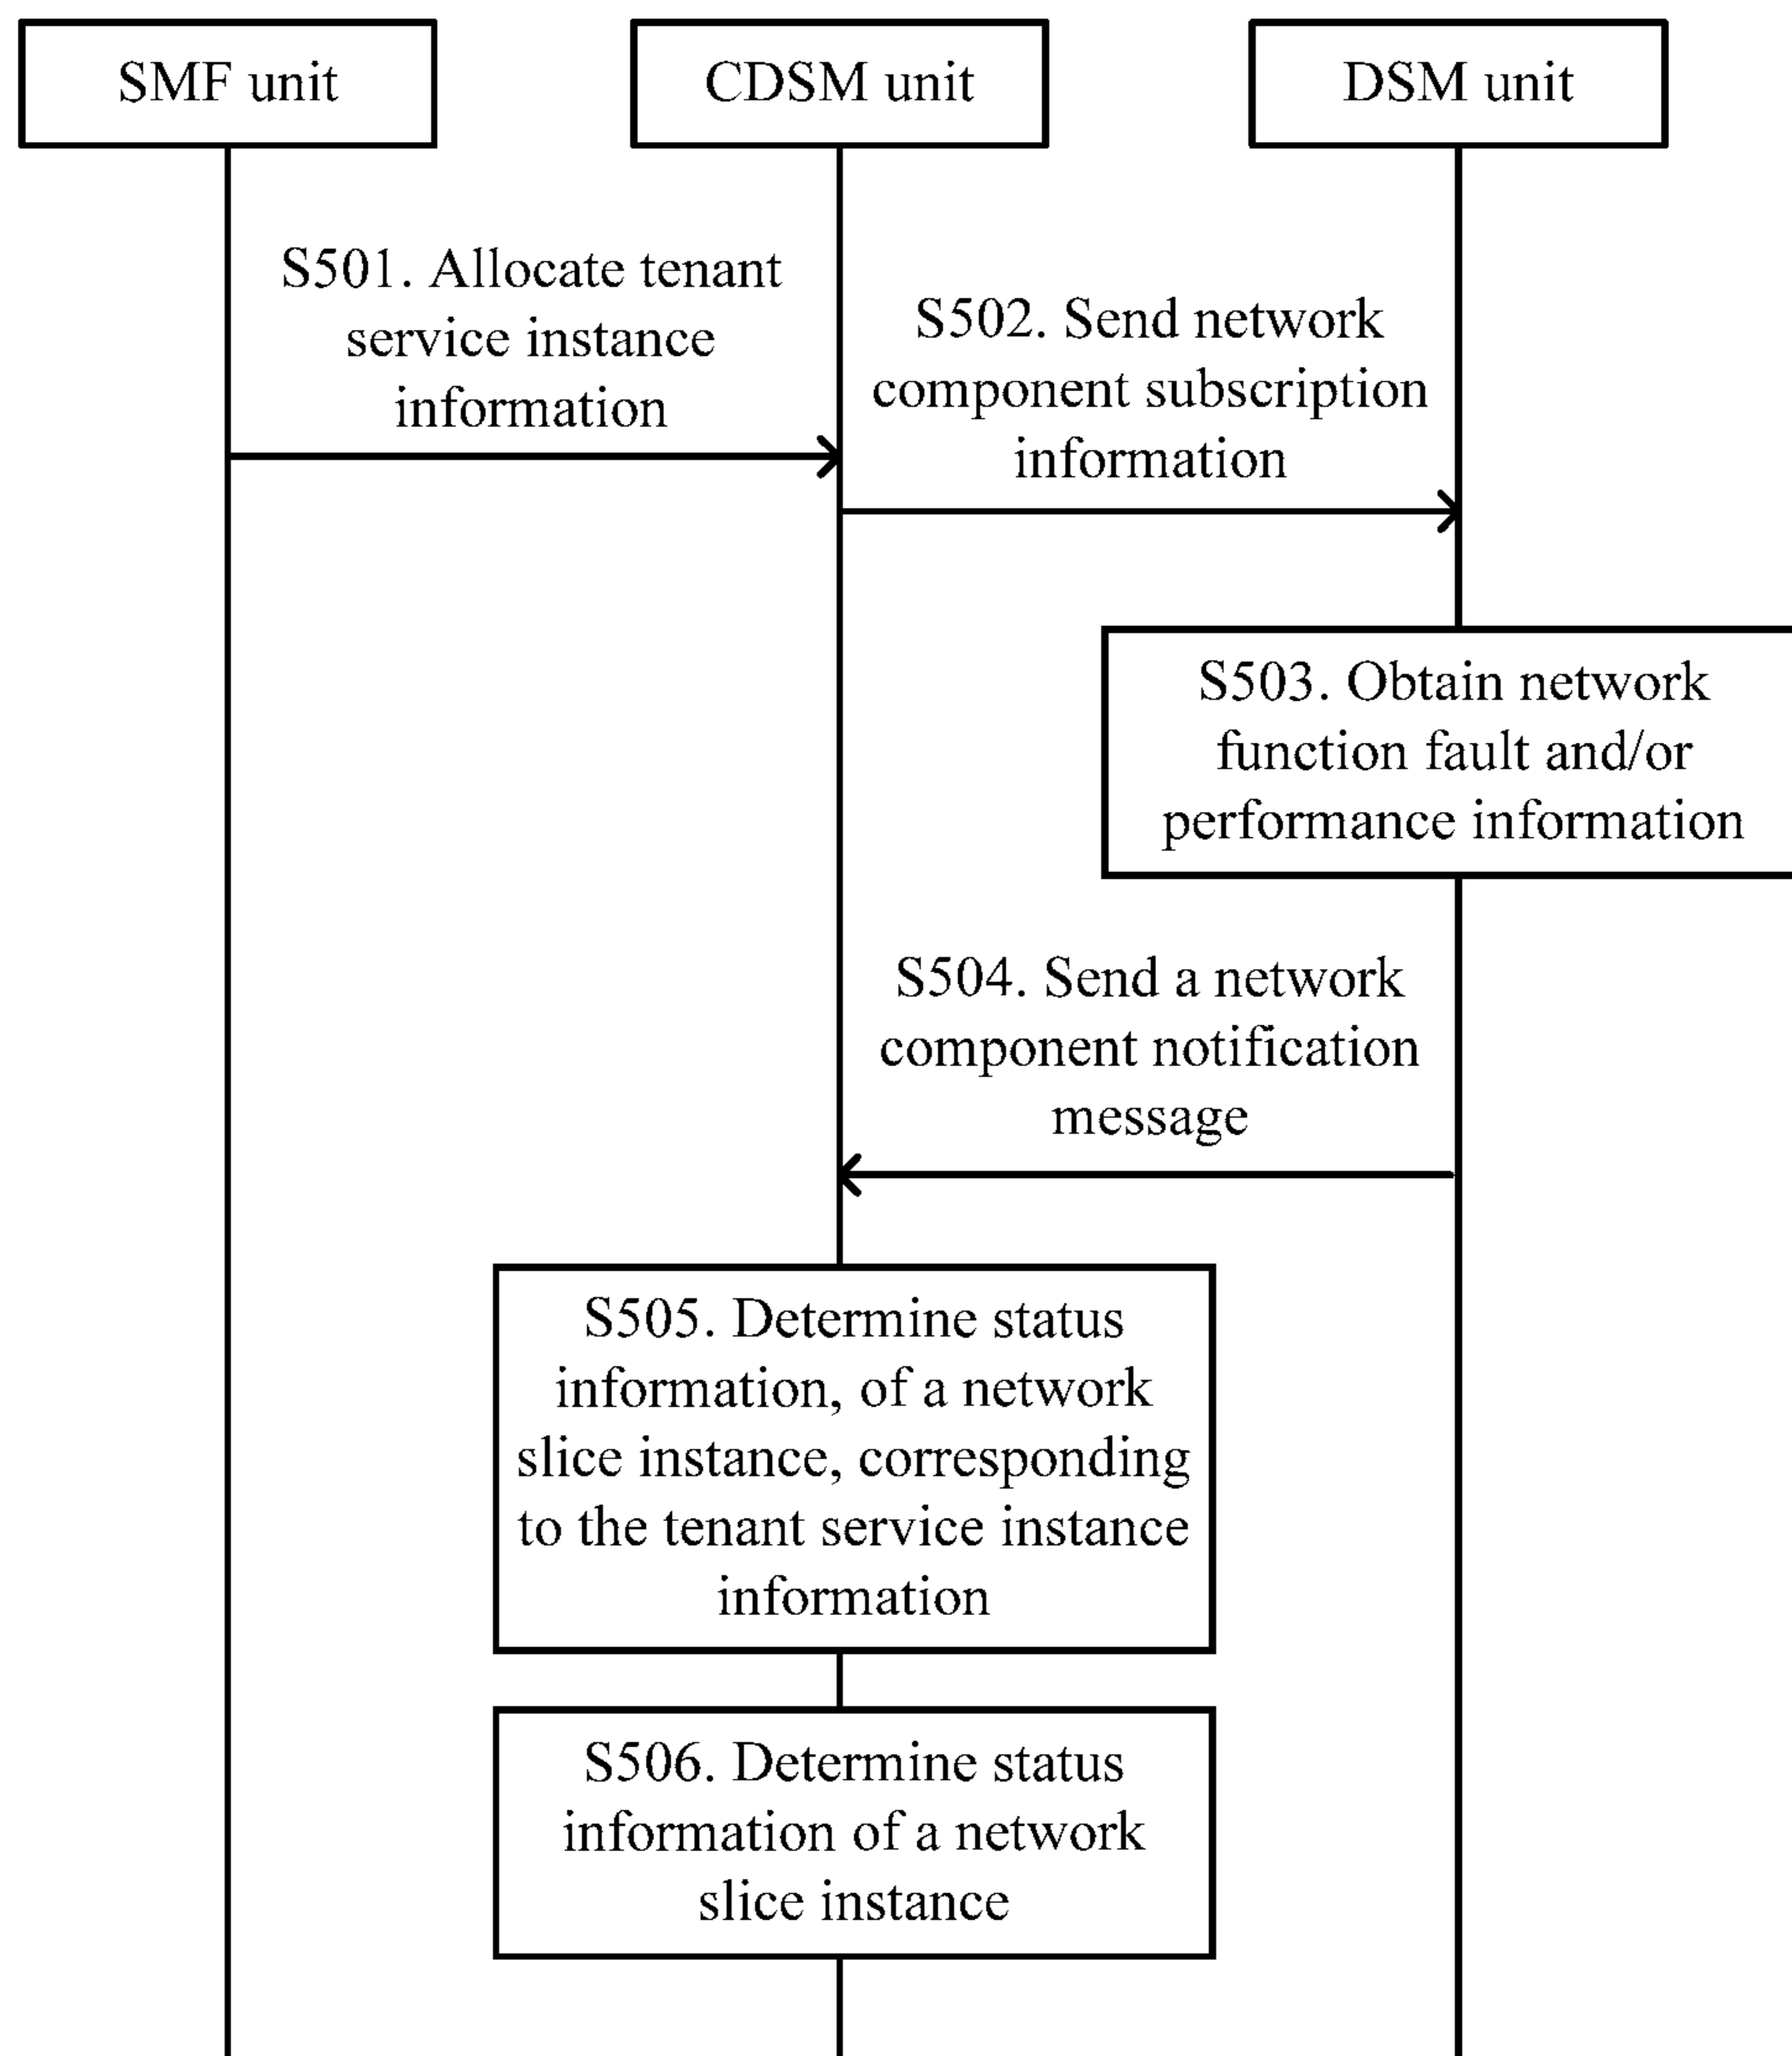 SMF unit
CDSM unit
DSM unit
S501. Allocate tenant
service instance
information
S502. Send network
component subscription
information
S503. Obtain network
function fault and/or
performance information
S504. Send a network
component notification
message
S505. Determine status
information, of a network
slice instance, corresponding
to the tenant service instance
information
S506. Determine status
information of a network
slice instance